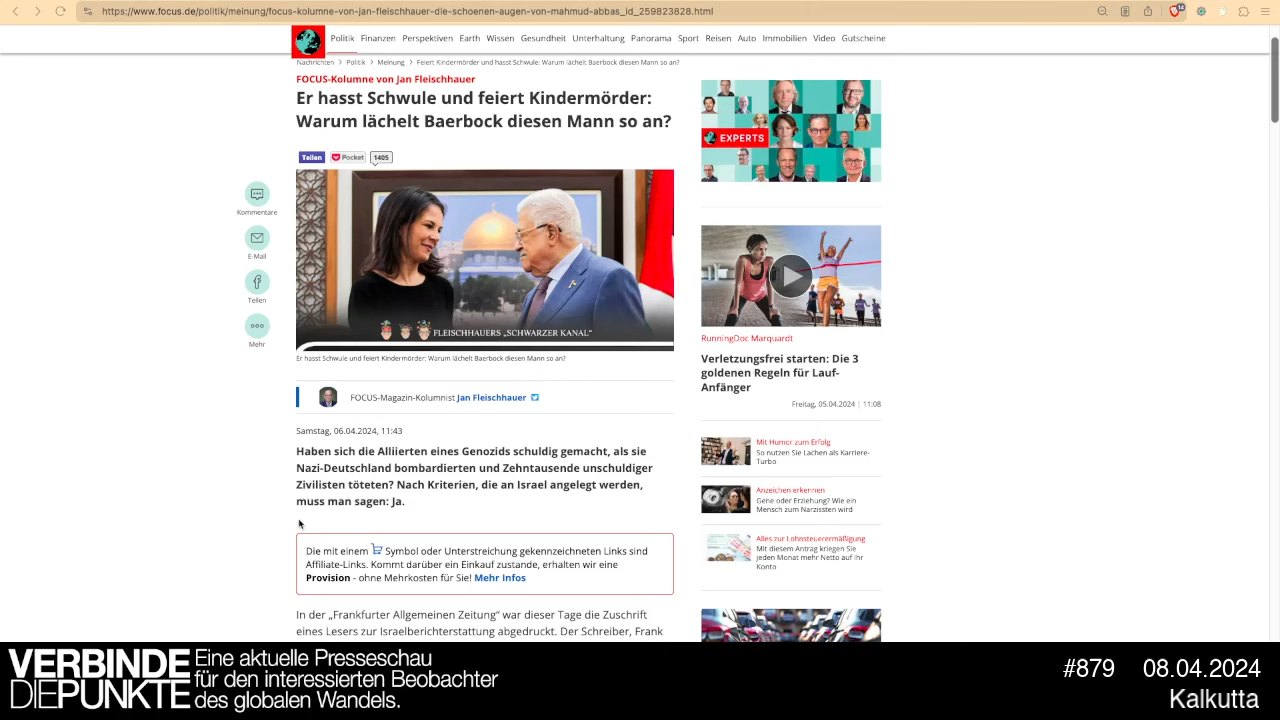 https://www.focus.de/politik/meinung/die-focus-kolumne-von-jan-fleischhauer-er-hasst-schwule-und-feiert-kindermoerder-warum-laechelt-baerbock-mahmud-abbas_id_259823828.html
14
Politik Finanzen Perspektiven Earth Wissen Gesundheit Unterhaltung Panorama Sport Reisen Auto Immobilien Video Gutscheine
Nachrichten > Politik > Meinung > Feiert Kindermörder und hasst Schwule: Warum lächelt Baerbock diesen Mann so an?
FOCUS-Kolumne von Jan Fleischhauer
Er hasst Schwule und feiert Kindermörder:
Warum lächelt Baerbock diesen Mann so an?
Teilen Pocket 1405
Kommentare
E-Mail
Teilen
Mehr
FLEISCHHAUERS „SCHWARZER KANAL“
Er hasst Schwule und feiert Kindermörder: Warum lächelt Baerbock diesen Mann so an?
FOCUS-Magazin-Kolumnist Jan Fleischhauer
Samstag, 06.04.2024, 11:43
Haben sich die Alliierten eines Genozids schuldig gemacht, als sie
Nazi-Deutschland bombardierten und Zehntausende unschuldiger
Zivilisten töteten? Nach Kriterien, die an Israel angelegt werden,
muss man sagen: Ja.
Die mit einem Symbol oder Unterstreichung gekennzeichneten Links sind
Affiliate-Links. Kommt darüber ein Einkauf zustande, erhalten wir eine
Provision - ohne Mehrkosten für Sie! Mehr Infos
In der „Frankfurter Allgemeinen Zeitung“ war dieser Tage die Zuschrift
eines Lesers zur Israelberichterstattung abgedruckt. Der Schreiber, Frank
EXPERTS
RunningDoc Marquardt
Verletzungsfrei starten: Die 3
goldenen Regeln für Lauf-
Anfänger
Freitag, 05.04.2024 | 11:08
Mit Humor zum Erfolg
So nutzen Sie Lachen als Karriere-
Turbo
Anzeichen erkennen
Gene oder Erziehung? Wie ein
Mensch zum Narzissten wird
Alles zur Lohnsteuerermäßigung
Mit diesem Antrag kriegen Sie
jeden Monat mehr Netto auf Ihr
Konto
VERBINDE
DIEPUNKTE
Eine aktuelle Presseschau
für den interessierten Beobachter
des globalen Wandels.
#879 08.04.2024
Kalkutta